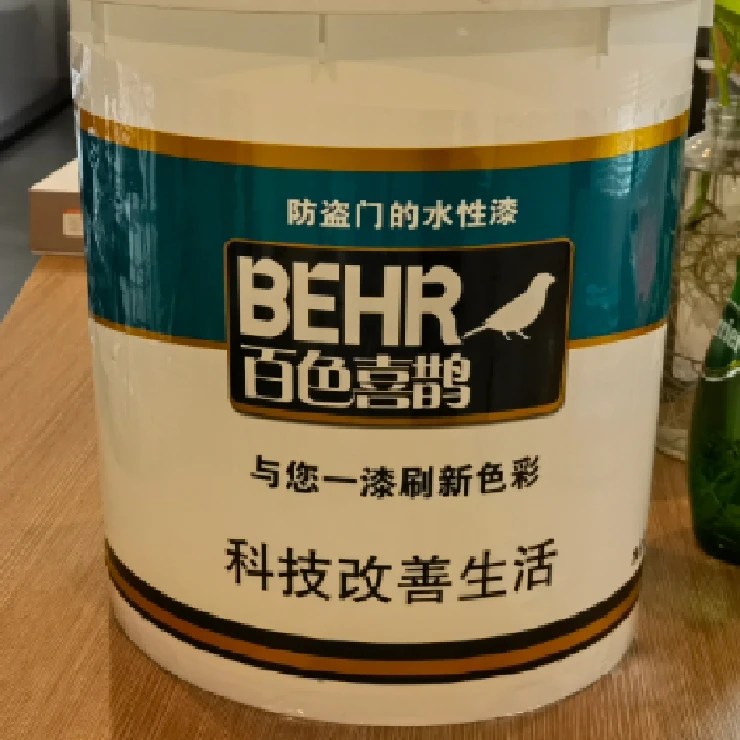 防盗门的水性漆
BEHR
百色喜鹊
与您一漆刷新色彩
科技改善生活